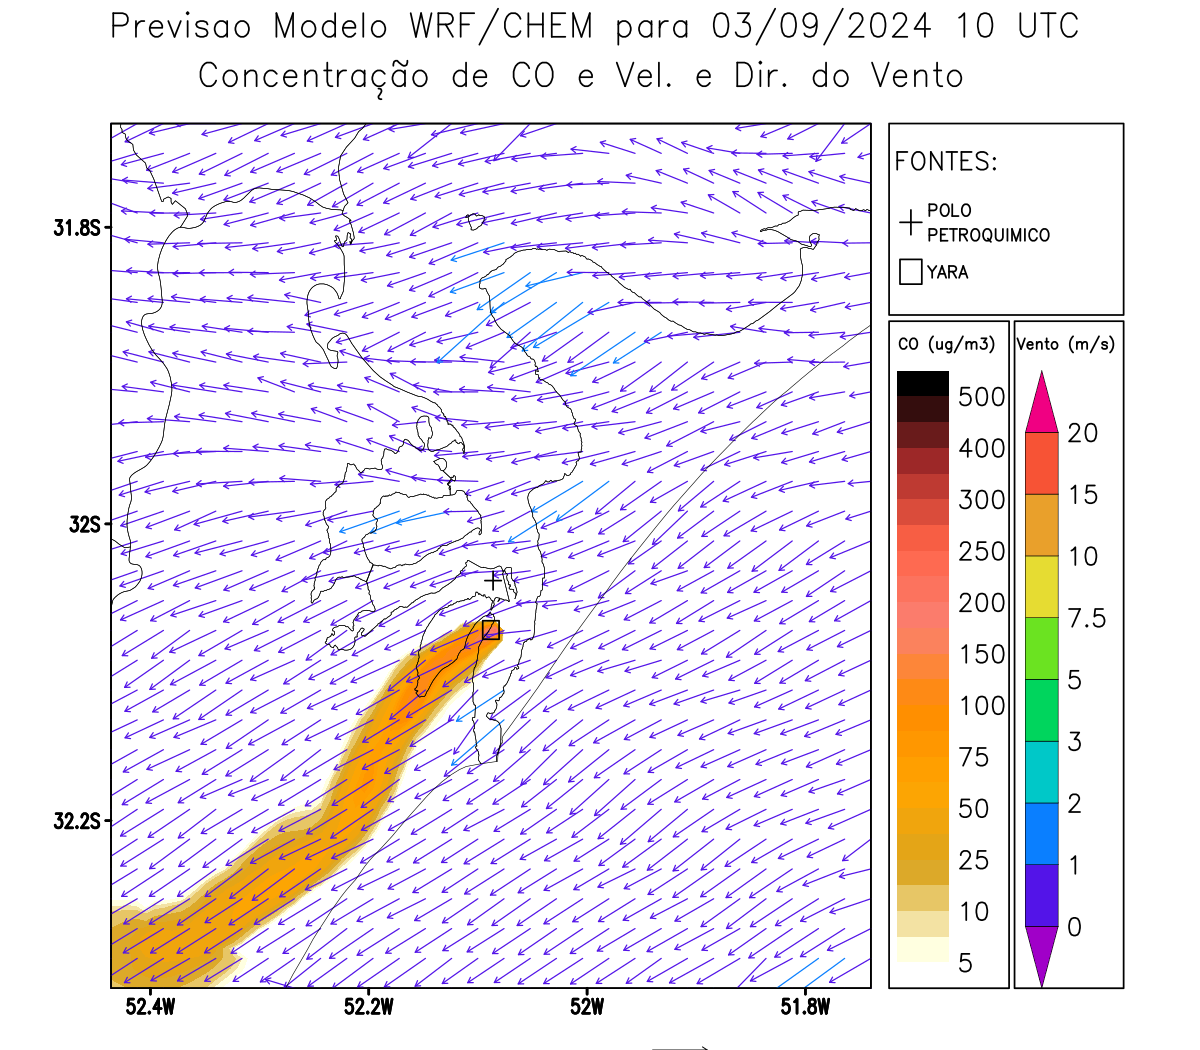 Previsao Modelo WRF/CHEM para 03/09/2024 10 UTC
Concentração de CO e Vel. e Dir. do Vento
FONTES:
POLO
PETROQUIMICO
YARA
31.8S
32S
32.2S
52.4W 52.2W 52W 51.8W
CO (ug/m3)
500
400
300
250
200
150
100
75
50
25
10
5
Vento (m/s)
20
15
10
7.5
5
3
2
1
0